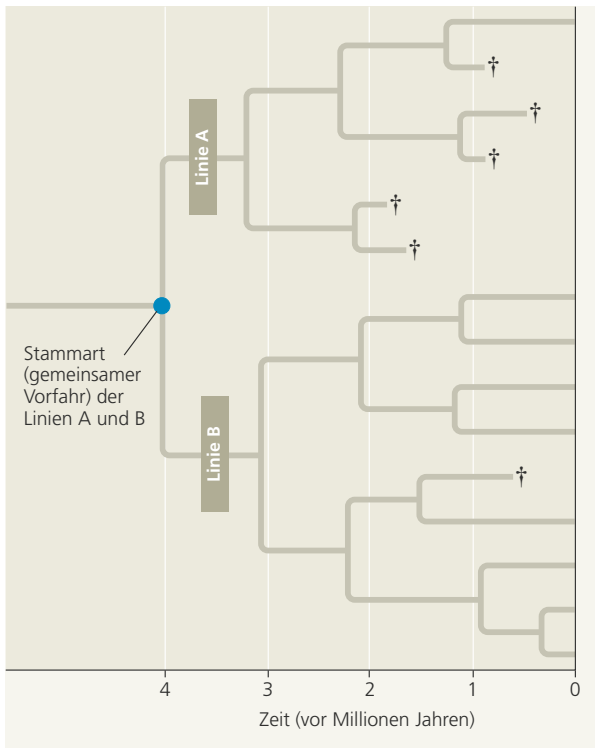 †
†
†
Linie A
†
†
Stammart
(gemeinsamer
Vorfahr) der
Linien A und B
Linie B
†
4 3 2 1 0
Zeit (vor Millionen Jahren)